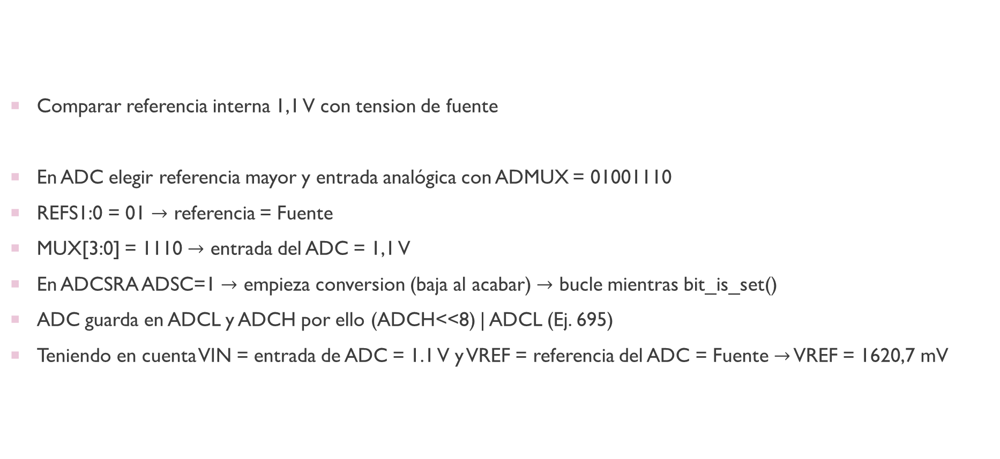 Comparar referencia interna 1,1 V con tension de fuente
En ADC elegir referencia mayor y entrada analógica con ADMUX = 01001110
REFS1:0 = 01 → referencia = Fuente
MUX[3:0] = 1110 → entrada del ADC = 1,1 V
En ADCSRA ADSC=1 → empieza conversion (baja al acabar) → bucle mientras bit_is_set()
ADC guarda en ADCL y ADCH por ello (ADCH<<8) | ADCL (Ej. 695)
Teniendo en cuenta VIN = entrada de ADC = 1.1 V y VREF = referencia del ADC = Fuente → VREF = 1620,7 mV